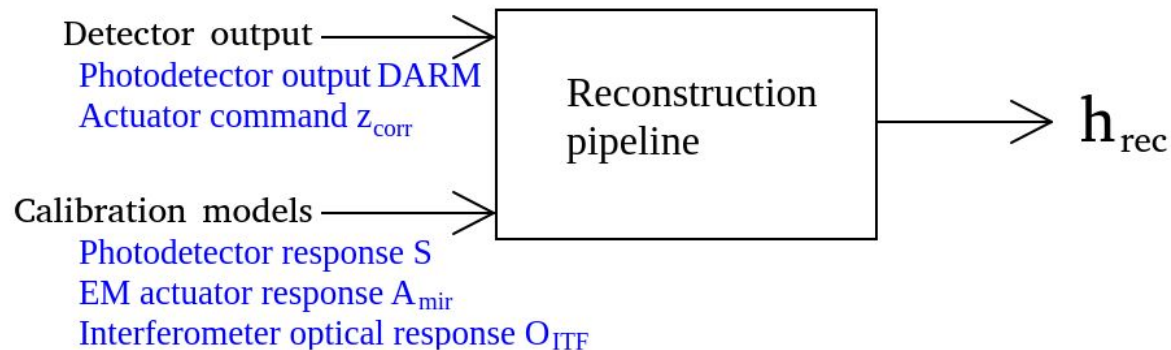 Detector output
Photodetector output DARM
Actuator command z_corr
Reconstruction
pipeline
h_rec
Calibration models
Photodetector response S
EM actuator response A_mir
Interferometer optical response O_ITF